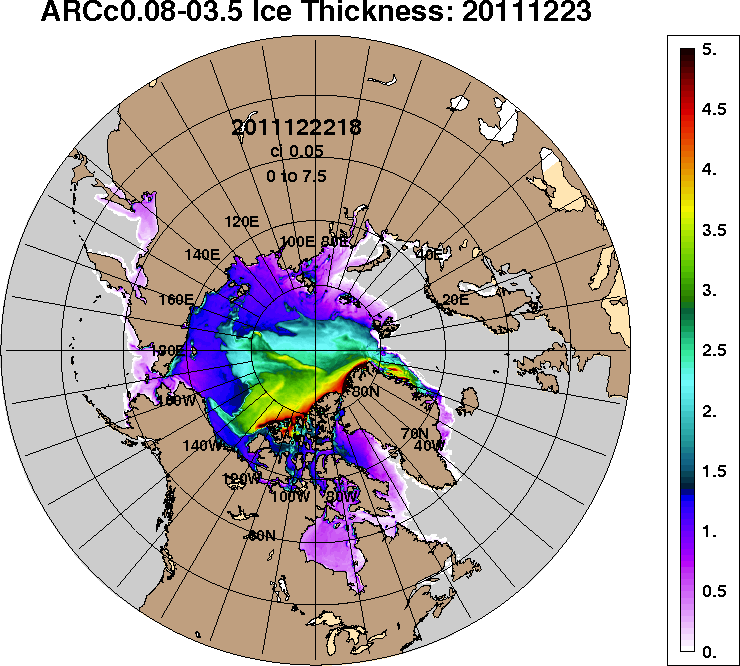 ARCc0.08-03.5 Ice Thickness: 20111223
5.
4.5
4.
3.5
3.
2.5
2.
1.5
1.
0.5
0.
2011122218
ci 0.05
0 to 7.5
120E
100E 80E
140E
40E
160E
20E
180E
160W
80N
70N
140W
40W
120W
100W
80W
60N